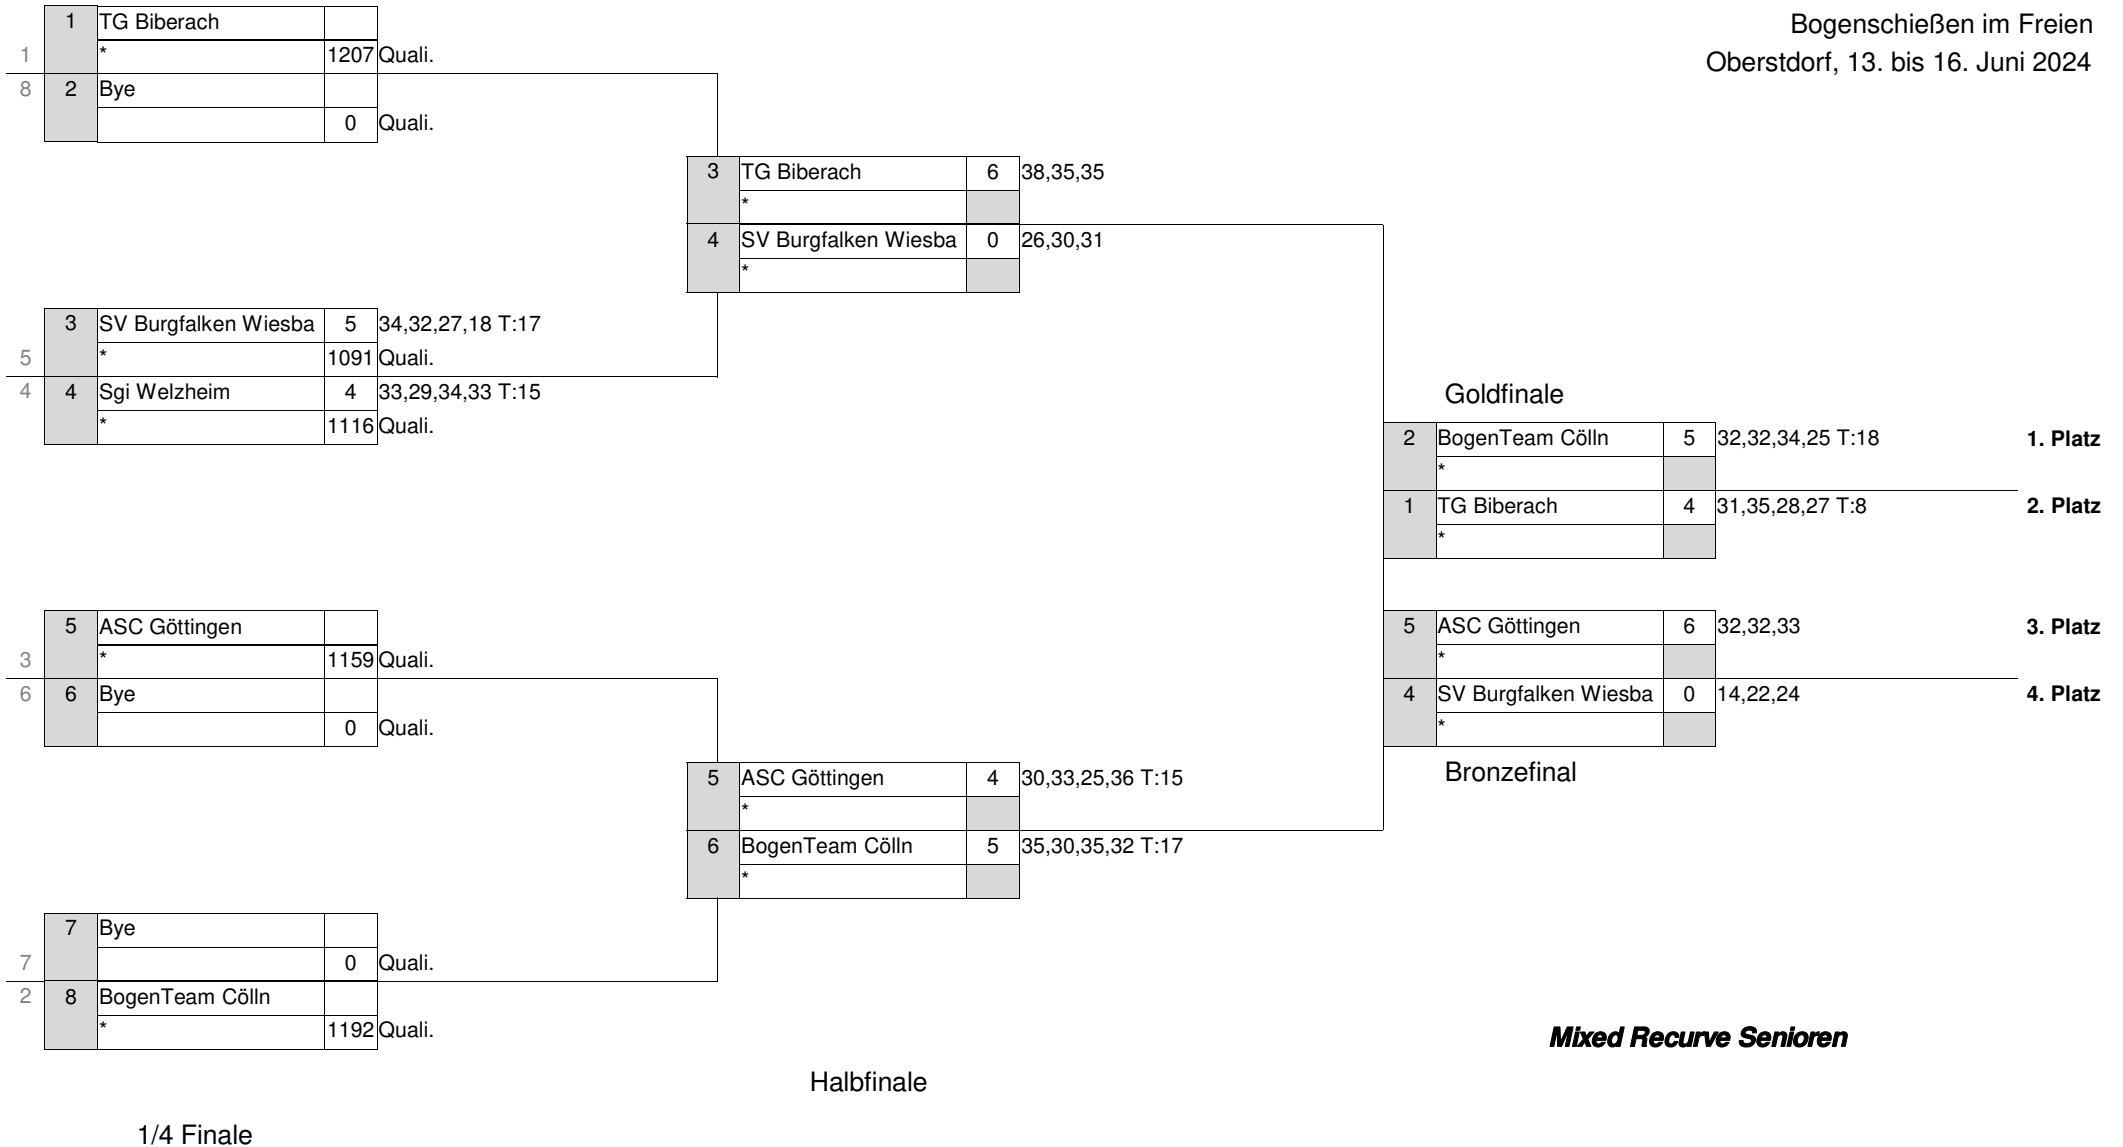 Bogenschießen im Freien
Oberstdorf, 13. bis 16. Juni 2024
1 TG Biberach
1 * 1207 Quali.
8 2 Bye
0 Quali.
3 TG Biberach 6 38,35,35
*
4 SV Burgfalken Wiesba 0 26,30,31
*
3 SV Burgfalken Wiesba 5 34,32,27,18 T:17
5 * 1091 Quali.
4 4 Sgi Welzheim 4 33,29,34,33 T:15
* 1116 Quali.
Goldfinale
2 BogenTeam Cölln 5 32,32,34,25 T:18 1. Platz
*
1 TG Biberach 4 31,35,28,27 T:8 2. Platz
*
5 ASC Göttingen
3 * 1159 Quali.
6 6 Bye
0 Quali.
5 ASC Göttingen 6 32,32,33 3. Platz
*
4 SV Burgfalken Wiesba 0 14,22,24 4. Platz
*
Bronzefinal
5 ASC Göttingen 4 30,33,25,36 T:15
*
6 BogenTeam Cölln 5 35,30,35,32 T:17
*
7 Bye
7 0 Quali.
2 8 BogenTeam Cölln
* 1192 Quali.
Mixed Recurve Senioren
Halbfinale
1/4 Finale